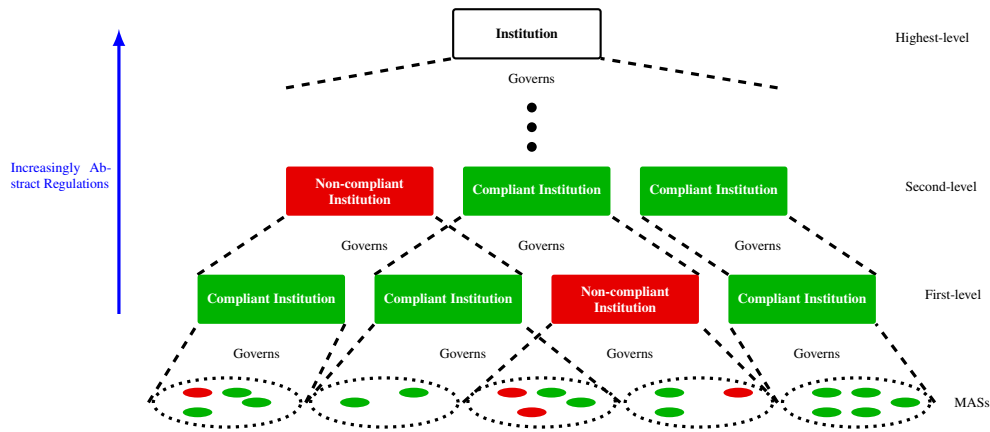 Institution
Highest-level
Governs
Increasingly Ab-
stract Regulations
Non-compliant
Institution
Compliant Institution
Compliant Institution
Second-level
Governs
Governs
Governs
Compliant Institution
Compliant Institution
Non-compliant
Institution
Compliant Institution
First-level
Governs
Governs
Governs
Governs
MASs